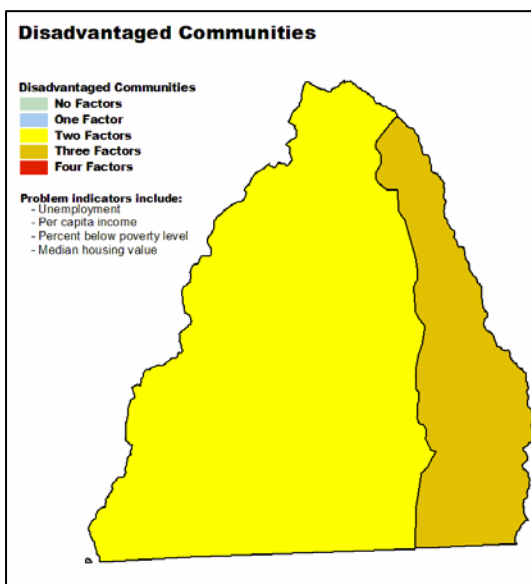 Disadvantaged Communities
Disadvantaged Communities
No Factors
One Factor
Two Factors
Three Factors
Four Factors
Problem indicators include:
- Unemployment
- Per capita income
- Percent below poverty level
- Median housing value